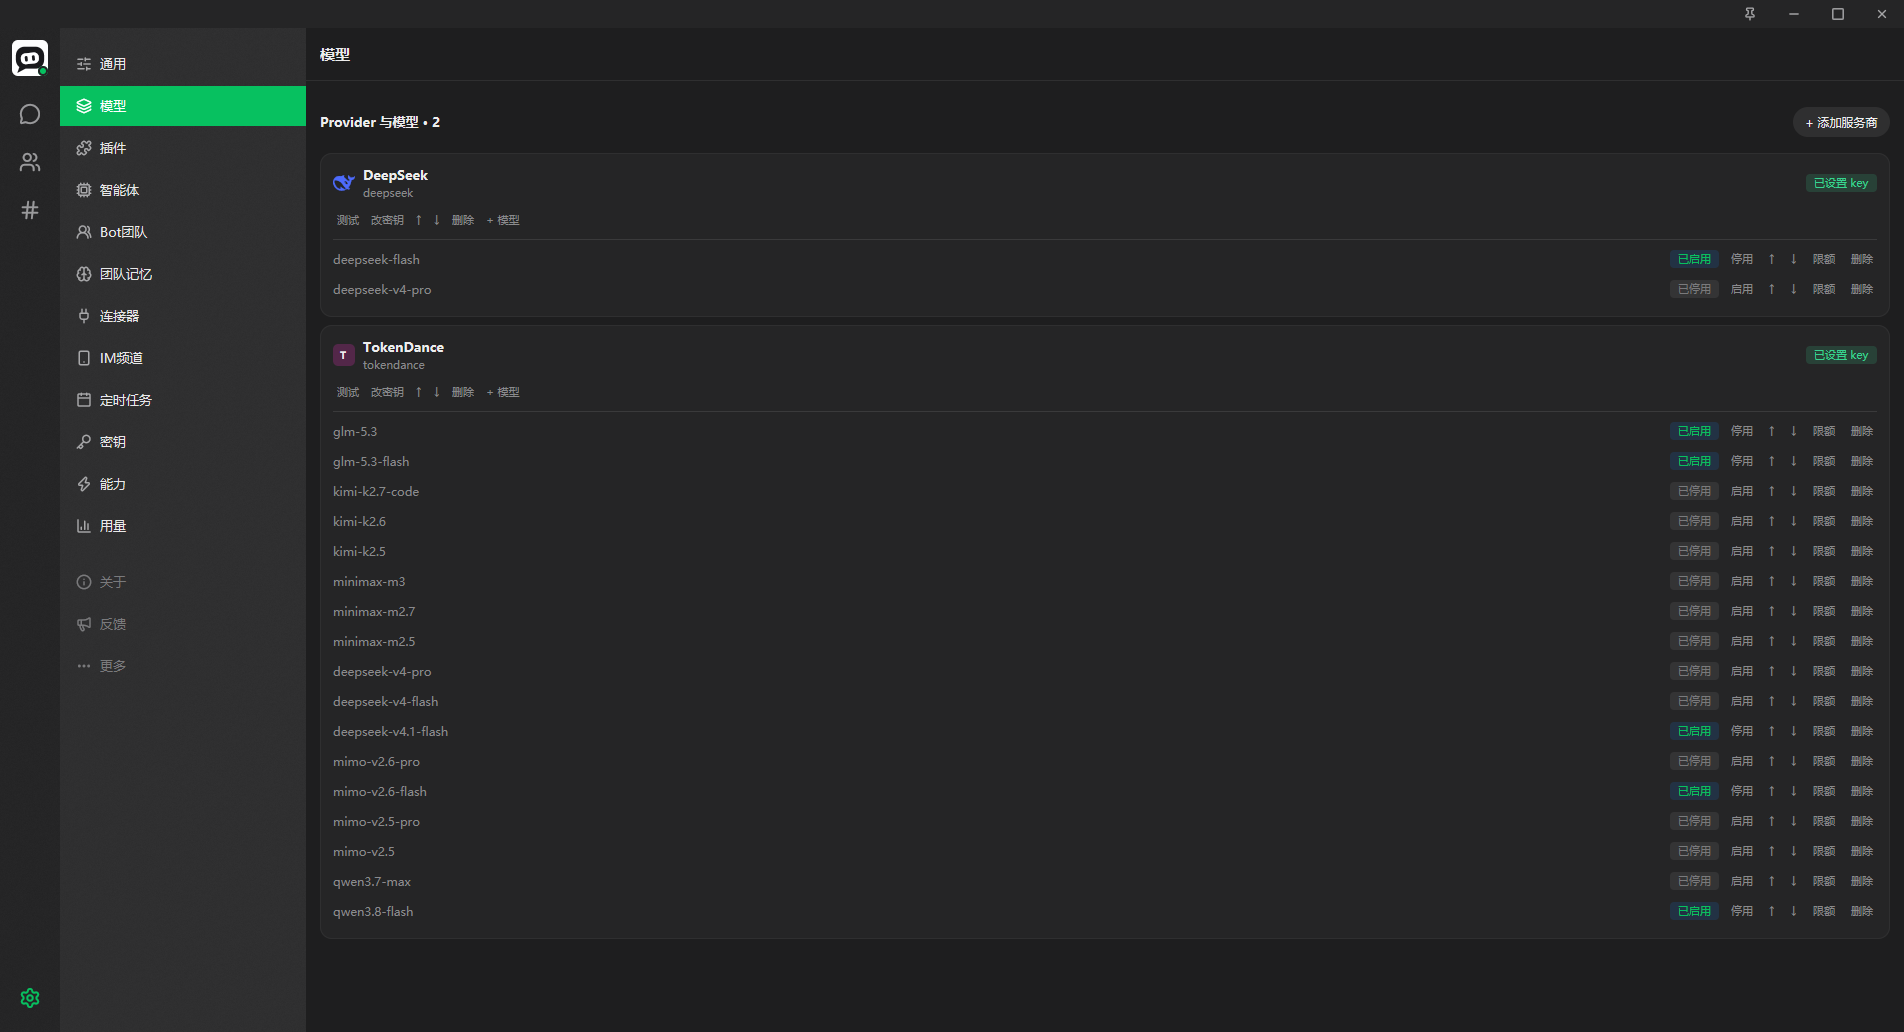 通用
模型
插件
智能体
Bot团队
团队记忆
连接器
IM频道
定时任务
密钥
能力
用量
关于
反馈
更多
模型
Provider 与模型 • 2
+ 添加服务商
DeepSeek
deepseek
已设置 key
测试 改密钥 ↑ ↓ 删除 + 模型
deepseek-flash 已启用 停用 ↑ ↓ 限额 删除
deepseek-v4-pro 已停用 启用 ↑ ↓ 限额 删除
T
TokenDance
tokendance
已设置 key
测试 改密钥 ↑ ↓ 删除 + 模型
glm-5.3 已启用 停用 ↑ ↓ 限额 删除
glm-5.3-flash 已启用 停用 ↑ ↓ 限额 删除
kimi-k2.7-code 已停用 启用 ↑ ↓ 限额 删除
kimi-k2.6 已停用 启用 ↑ ↓ 限额 删除
kimi-k2.5 已停用 启用 ↑ ↓ 限额 删除
minimax-m3 已停用 启用 ↑ ↓ 限额 删除
minimax-m2.7 已停用 启用 ↑ ↓ 限额 删除
minimax-m2.5 已停用 启用 ↑ ↓ 限额 删除
deepseek-v4-pro 已停用 启用 ↑ ↓ 限额 删除
deepseek-v4-flash 已停用 启用 ↑ ↓ 限额 删除
deepseek-v4.1-flash 已启用 停用 ↑ ↓ 限额 删除
mimo-v2.6-pro 已停用 启用 ↑ ↓ 限额 删除
mimo-v2.6-flash 已启用 停用 ↑ ↓ 限额 删除
mimo-v2.5-pro 已停用 启用 ↑ ↓ 限额 删除
mimo-v2.5 已停用 启用 ↑ ↓ 限额 删除
qwen3.7-max 已停用 启用 ↑ ↓ 限额 删除
qwen3.8-flash 已启用 停用 ↑ ↓ 限额 删除